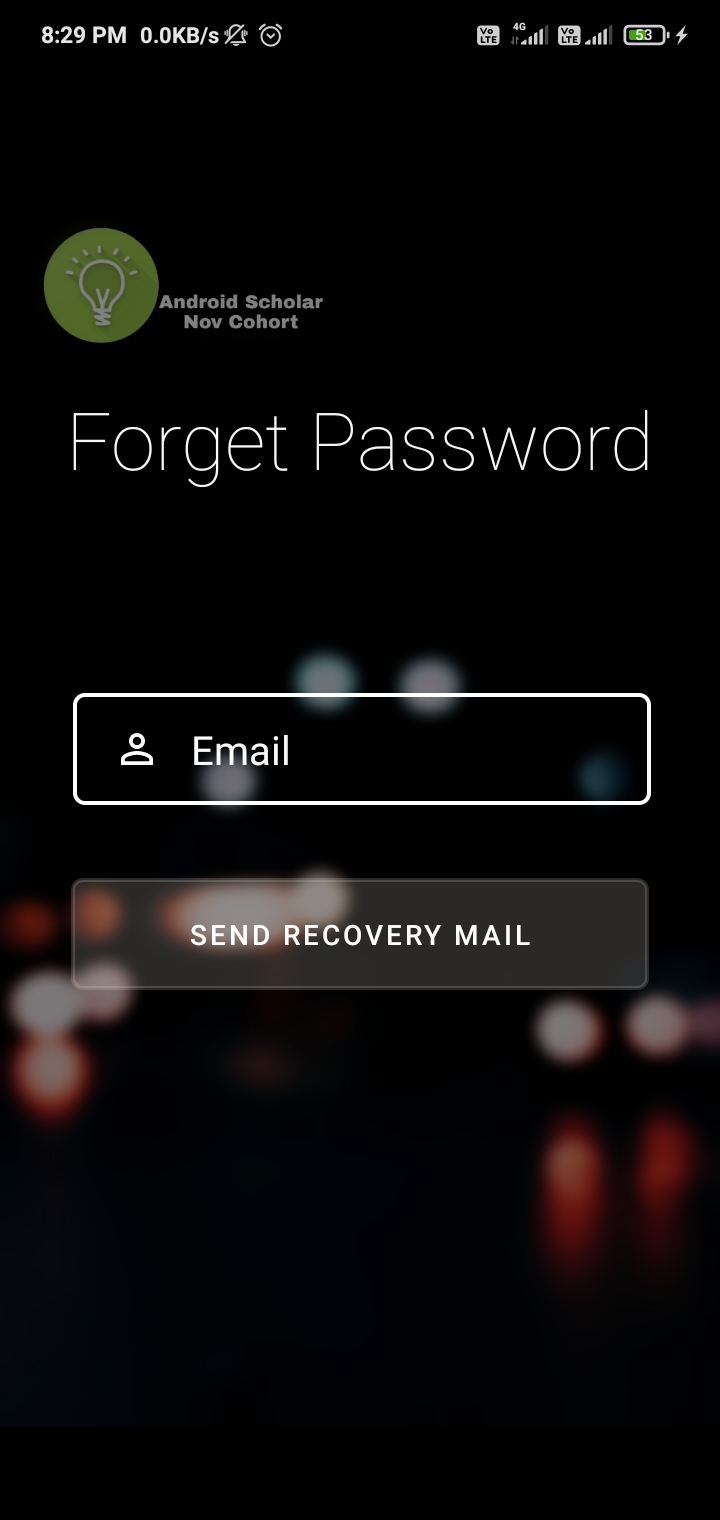 8:29 PM 0.0KB/s Vo LTE 4G Vo LTE 53
Android Scholar
Nov Cohort
Forget Password
Email
SEND RECOVERY MAIL